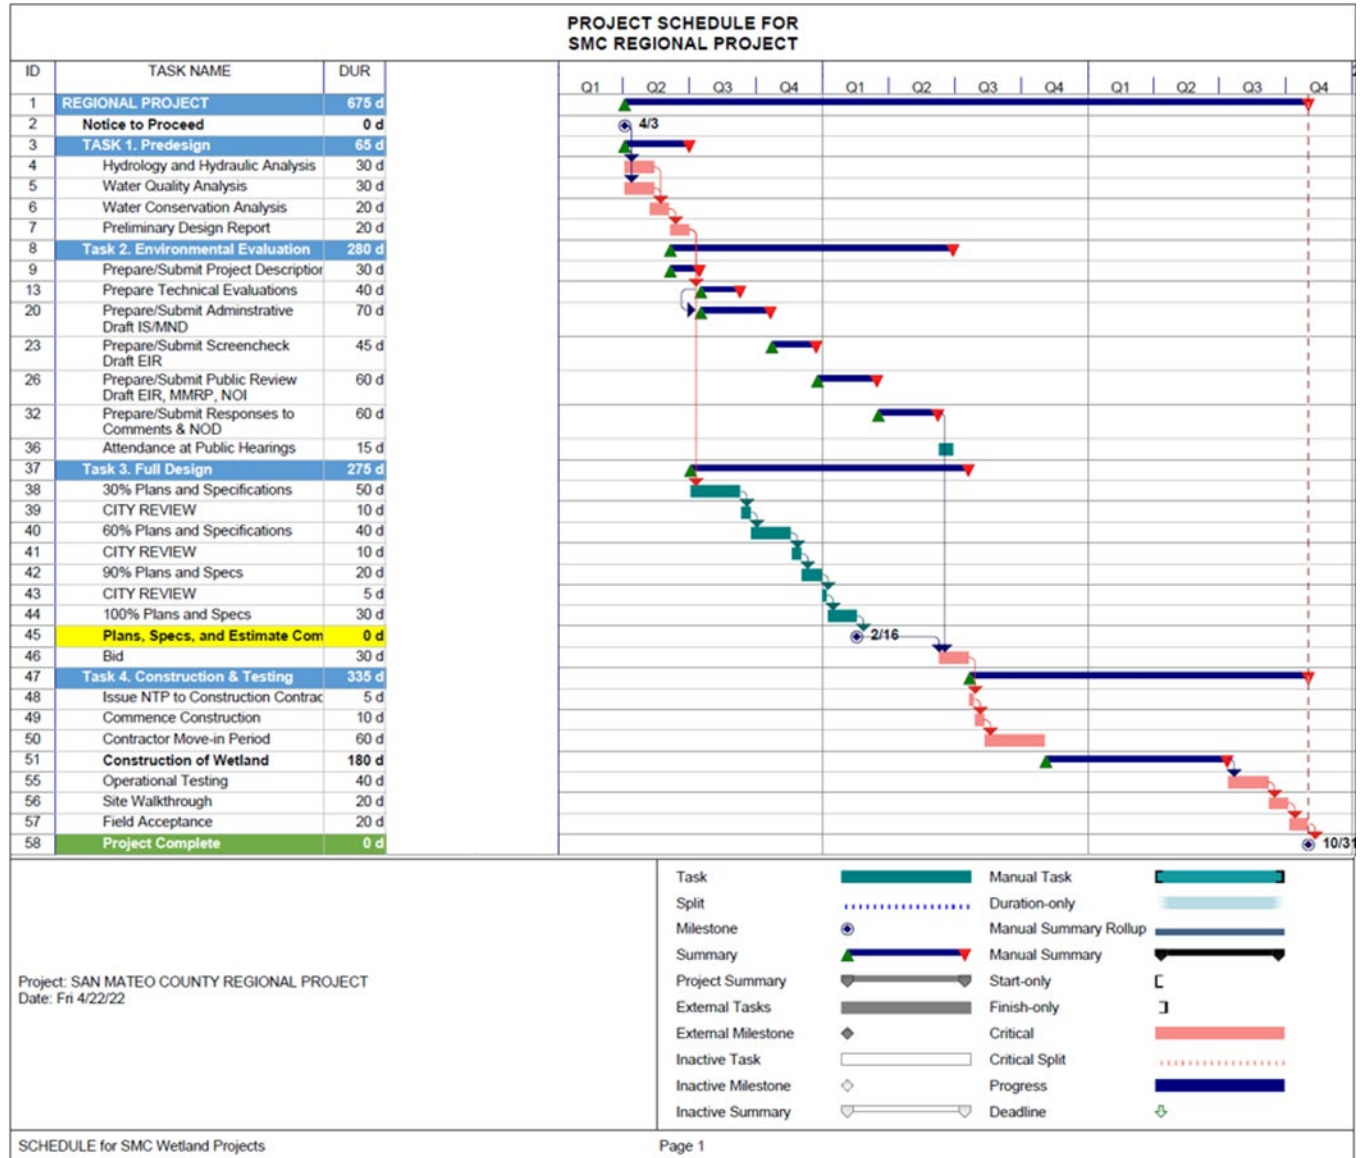 PROJECT SCHEDULE FOR
SMC REGIONAL PROJECT
ID TASK NAME DUR
Q1 Q2 Q3 Q4 Q1 Q2 Q3 Q4 Q1 Q2 Q3 Q4
1 REGIONAL PROJECT 675 d
2 Notice to Proceed 0 d 4/3
3 TASK 1. Predesign 65 d
4 Hydrology and Hydraulic Analysis 30 d
5 Water Quality Analysis 30 d
6 Water Conservation Analysis 20 d
7 Preliminary Design Report 20 d
8 Task 2. Environmental Evaluation 280 d
9 Prepare/Submit Project Description 30 d
13 Prepare Technical Evaluations 40 d
20 Prepare/Submit Adminstrative 70 d
Draft IS/MND
23 Prepare/Submit Screencheck 45 d
Draft EIR
26 Prepare/Submit Public Review 60 d
Draft EIR, MMRP, NOI
32 Prepare/Submit Responses to 60 d
Comments & NOD
36 Attendance at Public Hearings 15 d
37 Task 3. Full Design 275 d
38 30% Plans and Specifications 50 d
39 CITY REVIEW 10 d
40 60% Plans and Specifications 40 d
41 CITY REVIEW 10 d
42 90% Plans and Specs 20 d
43 CITY REVIEW 5 d
44 100% Plans and Specs 30 d
45 Plans, Specs, and Estimate Com 0 d 2/16
46 Bid 30 d
47 Task 4. Construction & Testing 335 d
48 Issue NTP to Construction Contrac 5 d
49 Commence Construction 10 d
50 Contractor Move-in Period 60 d
51 Construction of Wetland 180 d
55 Operational Testing 40 d
56 Site Walkthrough 20 d
57 Field Acceptance 20 d
58 Project Complete 0 d 10/31
Project: SAN MATEO COUNTY REGIONAL PROJECT
Date: Fri 4/22/22
Task Manual Task
Split Duration-only
Milestone Manual Summary Rollup
Summary Manual Summary
Project Summary Start-only
External Tasks Finish-only
External Milestone Critical
Inactive Task Critical Split
Inactive Milestone Progress
Inactive Summary Deadline
SCHEDULE for SMC Wetland Projects Page 1